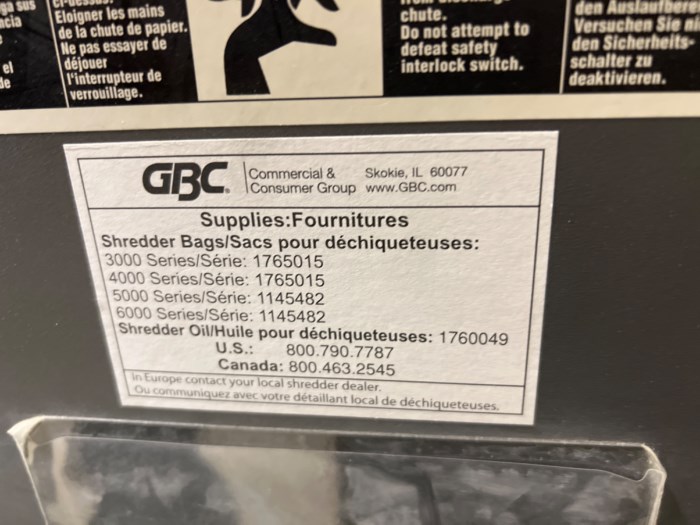 ga sus
ncia
el
de
ci-dessus.
Eloigner les mains
de la chute de papier.
Ne pas essayer de
déjouer
l'interrupteur de
verrouillage.
chute.
Do not attempt to
defeat safety
interlock switch.
den
Versuchen Sie
den Sicherheits-
schalter zu
deaktivieren.
GBC®
Commercial & Skokie, IL 60077
Consumer Group www.GBC.com
Supplies:Fournitures
Shredder Bags/Sacs pour déchiqueteuses:
3000 Series/Série: 1765015
4000 Series/Série: 1765015
5000 Series/Série: 1145482
6000 Series/Série: 1145482
Shredder Oil/Huile pour déchiqueteuses: 1760049
U.S.: 800.790.7787
Canada: 800.463.2545
In Europe contact your local shredder dealer.
Ou communiquez avec votre détaillant local de déchiqueteuses.